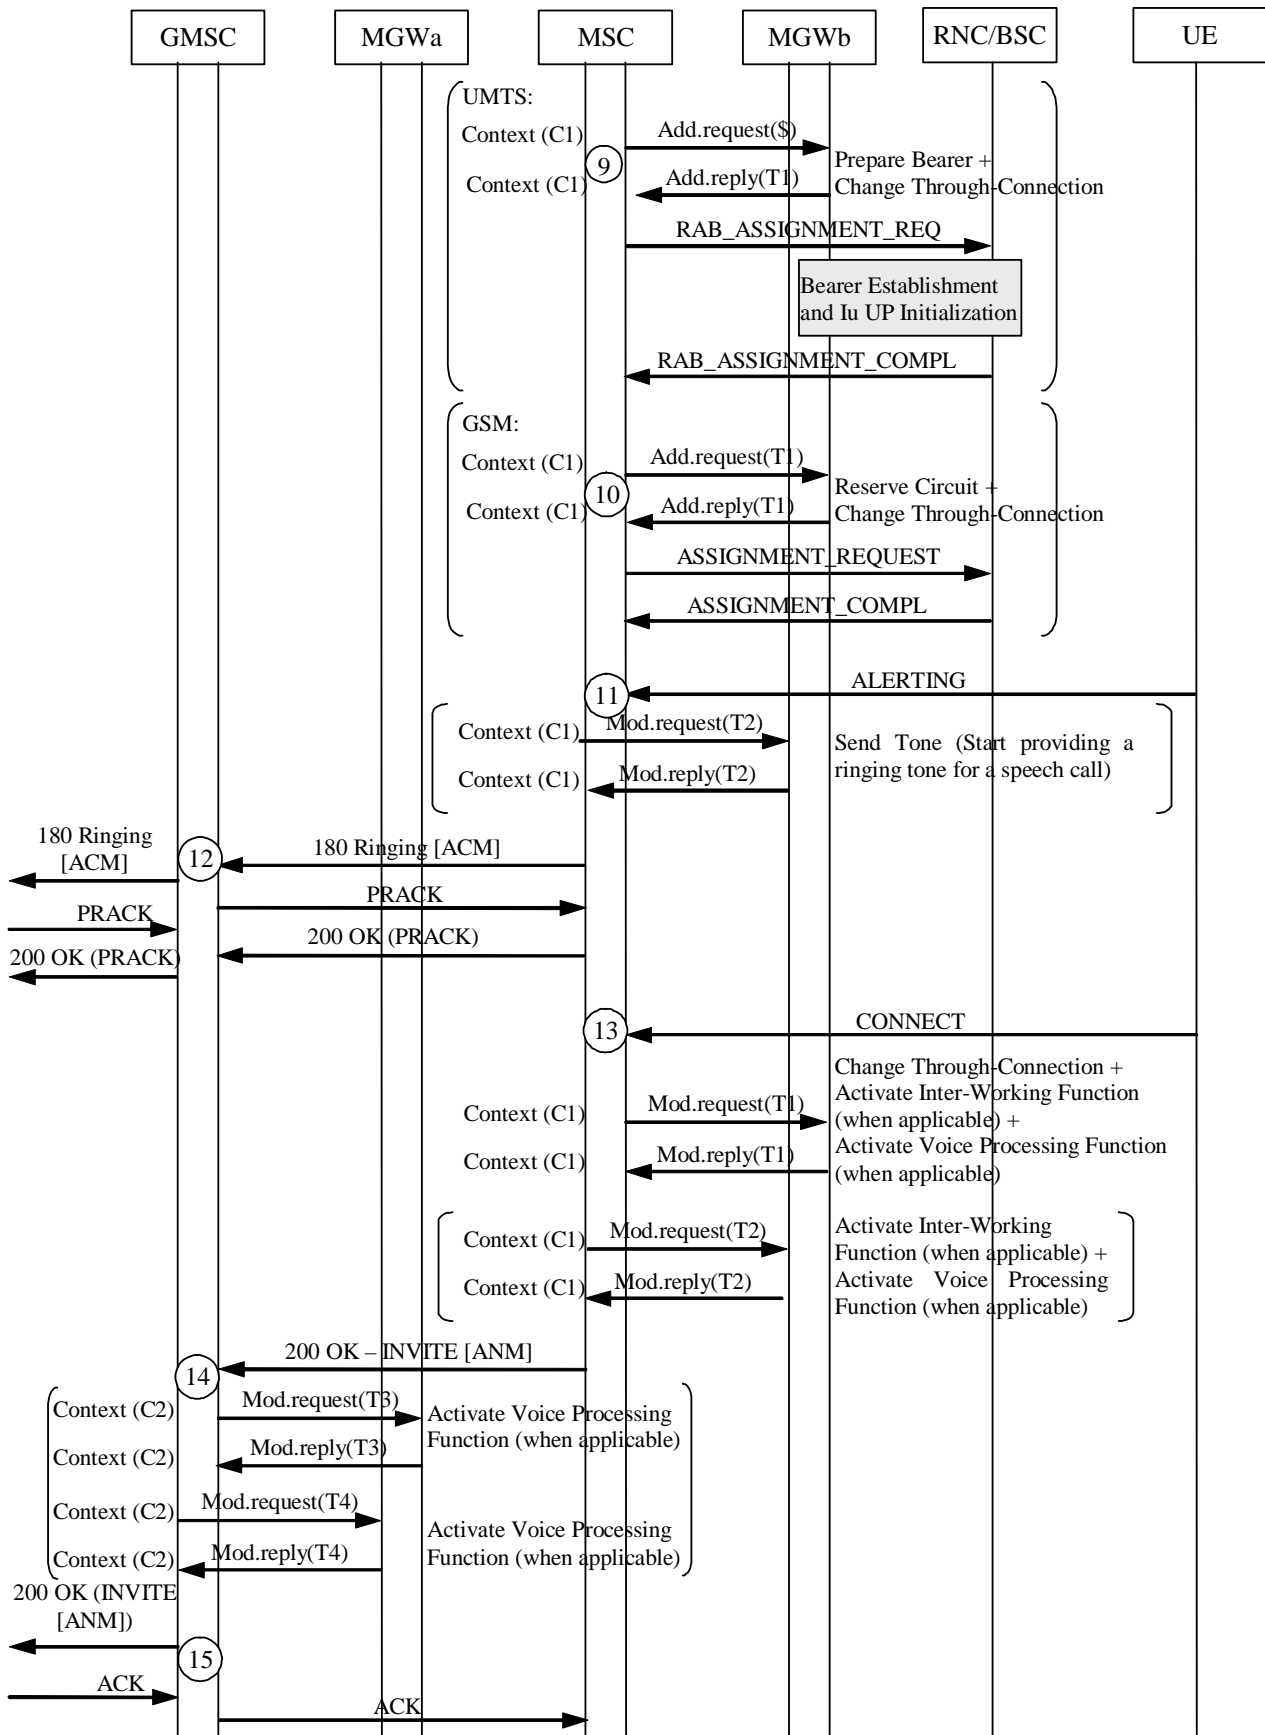 GMSC
MGWa
MSC
MGWb
RNC/BSC
UE
UMTS:
Context (C1)
Add.request($)
9
Prepare Bearer +
Change Through-Connection
Context (C1)
Add.reply(T1)
RAB_ASSIGNMENT_REQ
Bearer Establishment
and Iu UP Initialization
RAB_ASSIGNMENT_COMPL
GSM:
Context (C1)
Add.request(T1)
10
Reserve Circuit +
Change Through-Connection
Context (C1)
Add.reply(T1)
ASSIGNMENT_REQUEST
ASSIGNMENT_COMPL
11
ALERTING
Context (C1)
Mod.request(T2)
Send Tone (Start providing a
ringing tone for a speech call)
Context (C1)
Mod.reply(T2)
180 Ringing
[ACM]
12
180 Ringing [ACM]
PRACK
PRACK
200 OK (PRACK)
200 OK (PRACK)
13
CONNECT
Change Through-Connection +
Activate Inter-Working Function
(when applicable) +
Activate Voice Processing Function
(when applicable)
Context (C1)
Mod.request(T1)
Context (C1)
Mod.reply(T1)
Context (C1)
Mod.request(T2)
Activate Inter-Working
Function (when applicable) +
Activate Voice Processing
Function (when applicable)
Context (C1)
Mod.reply(T2)
200 OK – INVITE [ANM]
14
Context (C2)
Mod.request(T3)
Activate Voice Processing
Function (when applicable)
Context (C2)
Mod.reply(T3)
Context (C2)
Mod.request(T4)
Activate Voice Processing
Function (when applicable)
Context (C2)
Mod.reply(T4)
200 OK (INVITE
[ANM])
15
ACK
ACK